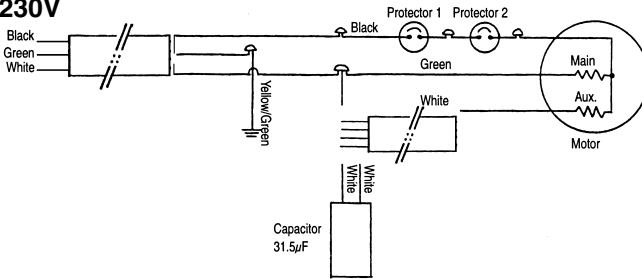 230V
Protector 1 Protector 2
Black
Black
Green
White
Green
Main
Aux.
Motor
Yellow/Green
White
White
White
Capacitor
31.5µF